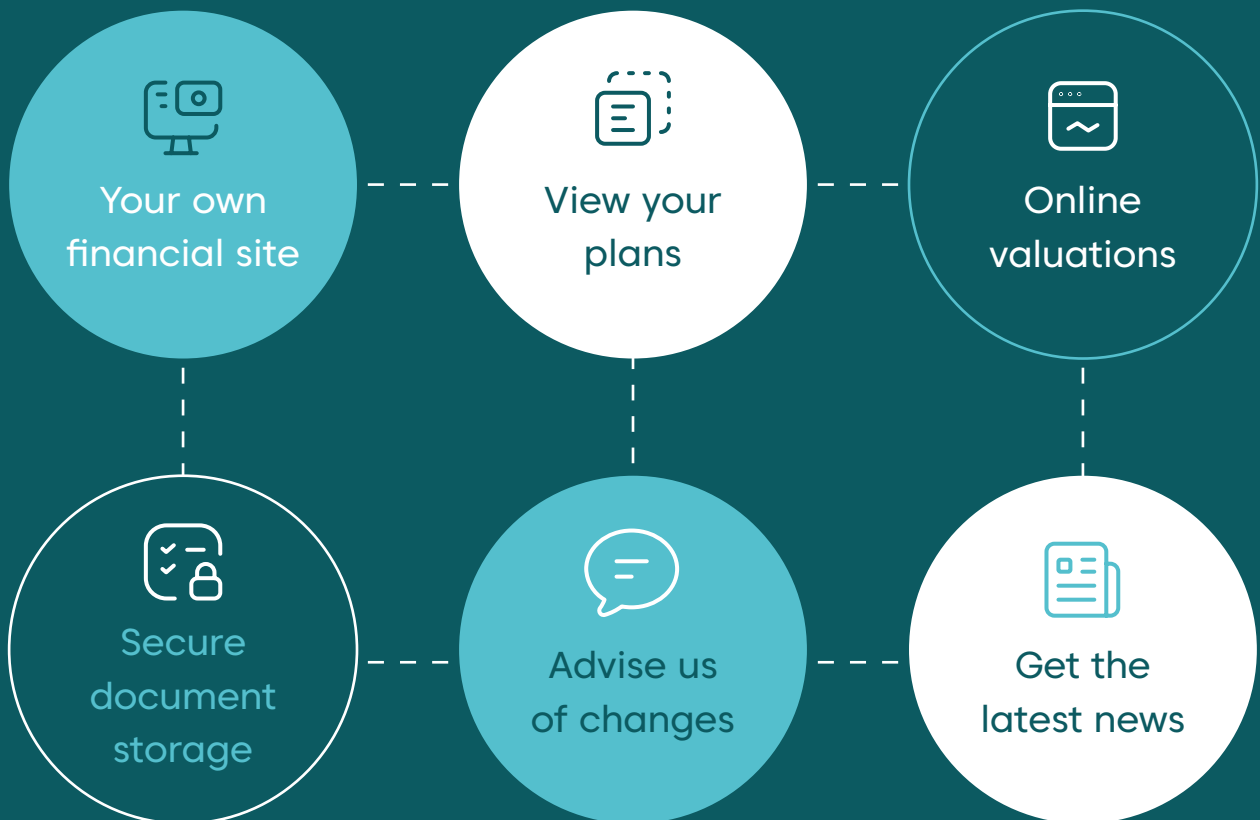 Your own
financial site
View your
plans
Online
valuations
Secure
document
storage
Advise us
of changes
Get the
latest news